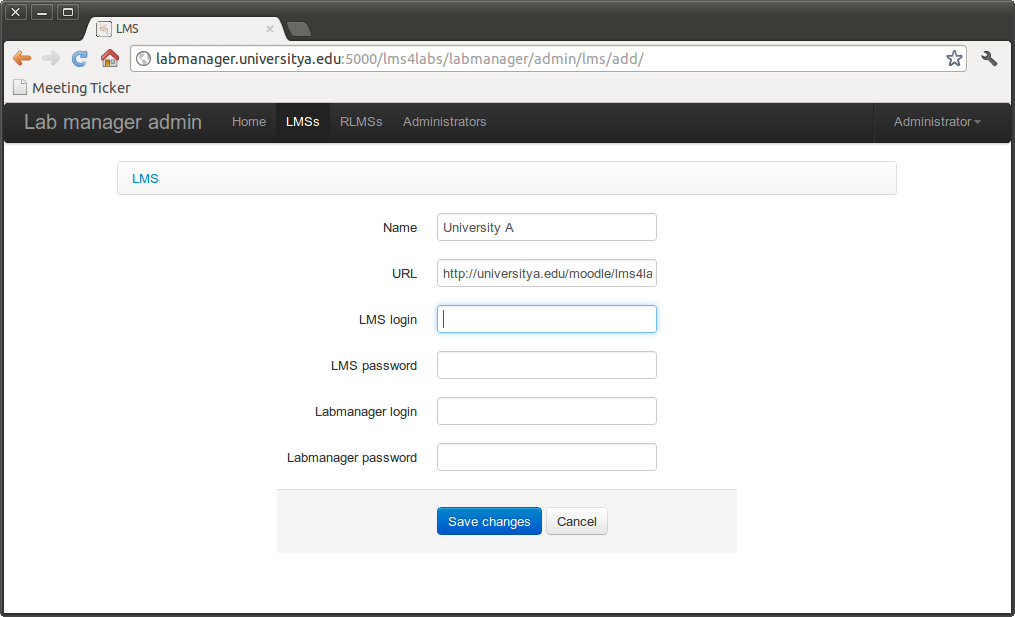 LMS
labmanager.universitya.edu:5000/lms4labs/labmanager/admin/lms/add/
Meeting Ticker
Lab manager admin Home LMSs RLMSs Administrators Administrator
LMS
Name University A
URL http://universitya.edu/moodle/lms4la
LMS login
LMS password
Labmanager login
Labmanager password
Save changes Cancel